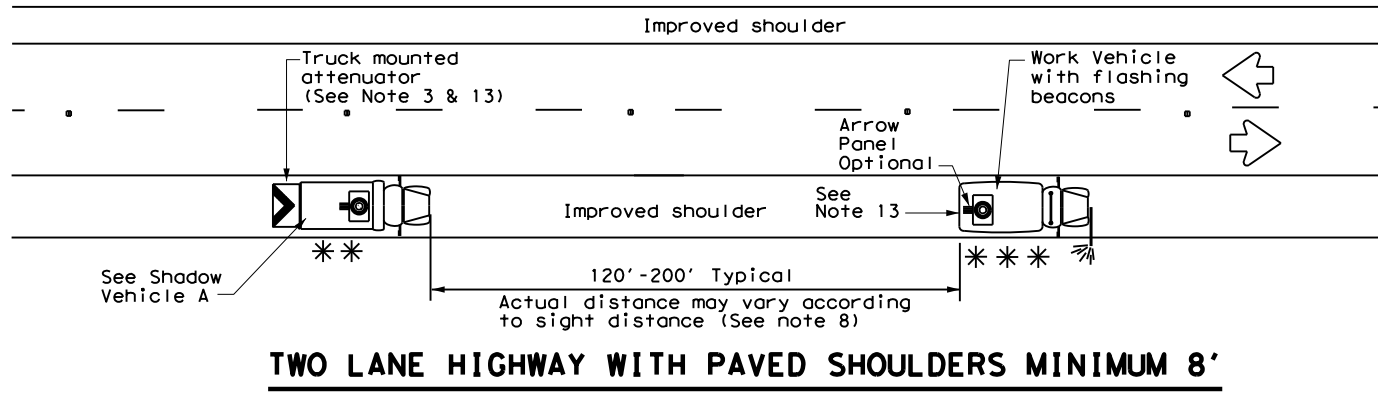 Improved shoulder
Truck mounted
attenuator
(See Note 3 & 13)
Work Vehicle
with flashing
beacons
Arrow
Panel
Optional
See
Note 13
Improved shoulder
✳✳
✳✳✳
See Shadow
Vehicle A
120'-200' Typical
Actual distance may vary according
to sight distance (See note 8)
TWO LANE HIGHWAY WITH PAVED SHOULDERS MINIMUM 8'